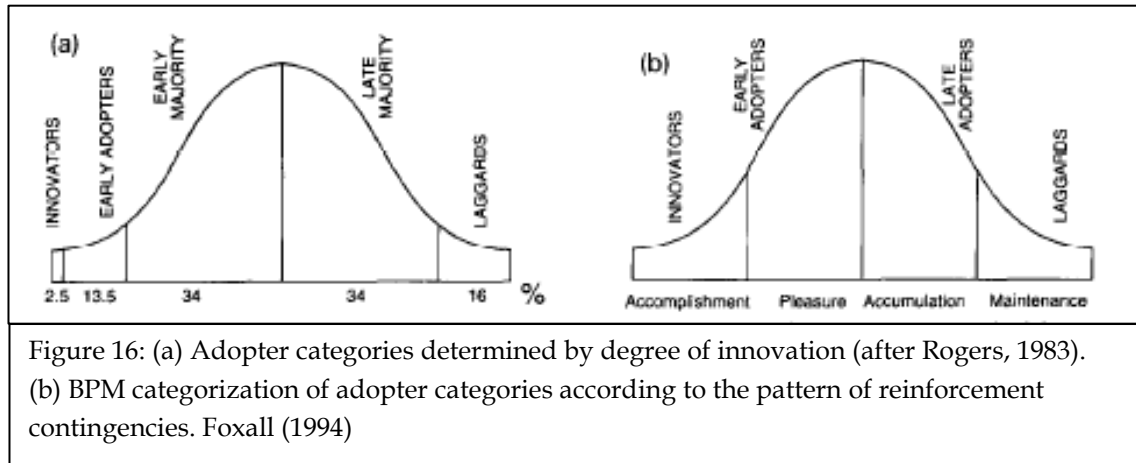 (a)
INNOVATORS
EARLY ADOPTERS
EARLY
MAJORITY
LATE
MAJORITY
LAGGARDS
2.5 13.5 34 34 16 %
(b)
INNOVATORS
EARLY
ADOPTERS
LATE
ADOPTERS
LAGGARDS
Accomplishment Pleasure Accumulation Maintenance
Figure 16: (a) Adopter categories determined by degree of innovation (after Rogers, 1983).
(b) BPM categorization of adopter categories according to the pattern of reinforcement
contingencies. Foxall (1994)